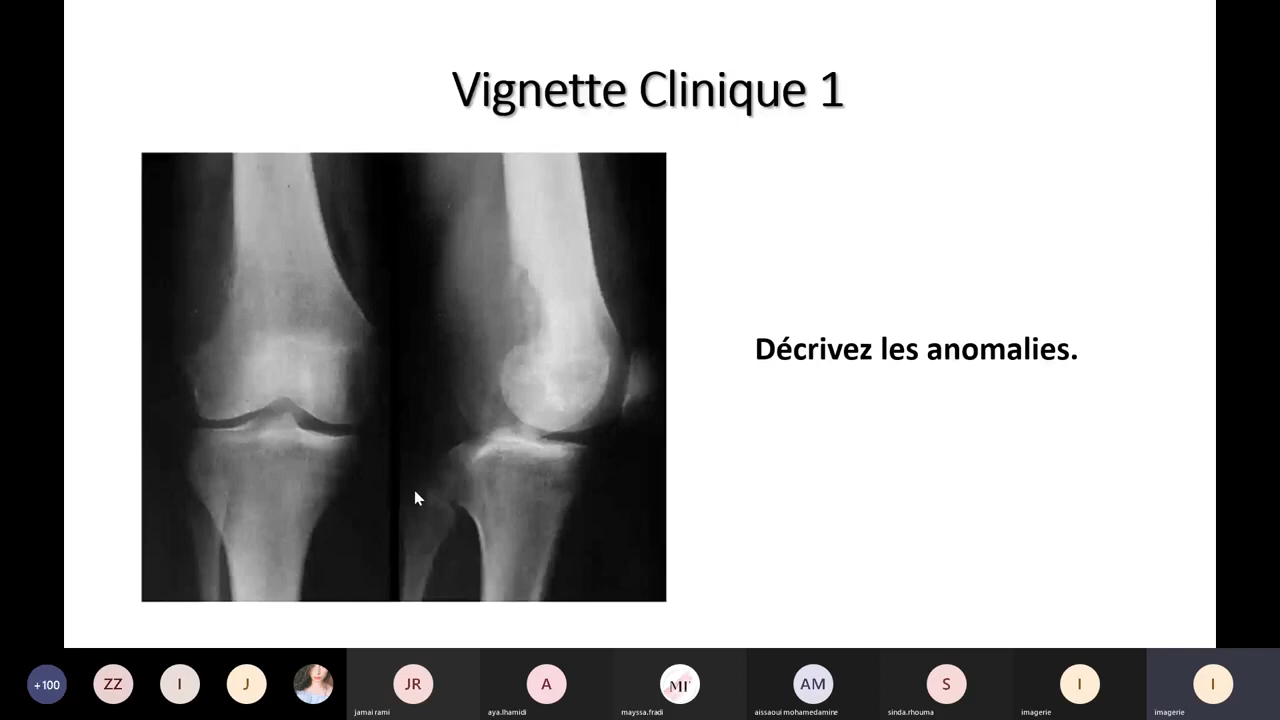 Vignette Clinique 1
Décrivez les anomalies.
+100
ZZ
I
J
JR
A
MF
AM
S
I
I
jamai rami
aya.lhamidi
mayssa.fradi
aissaoui mohamedamine
sinda.rhouma
imagerie
imagerie